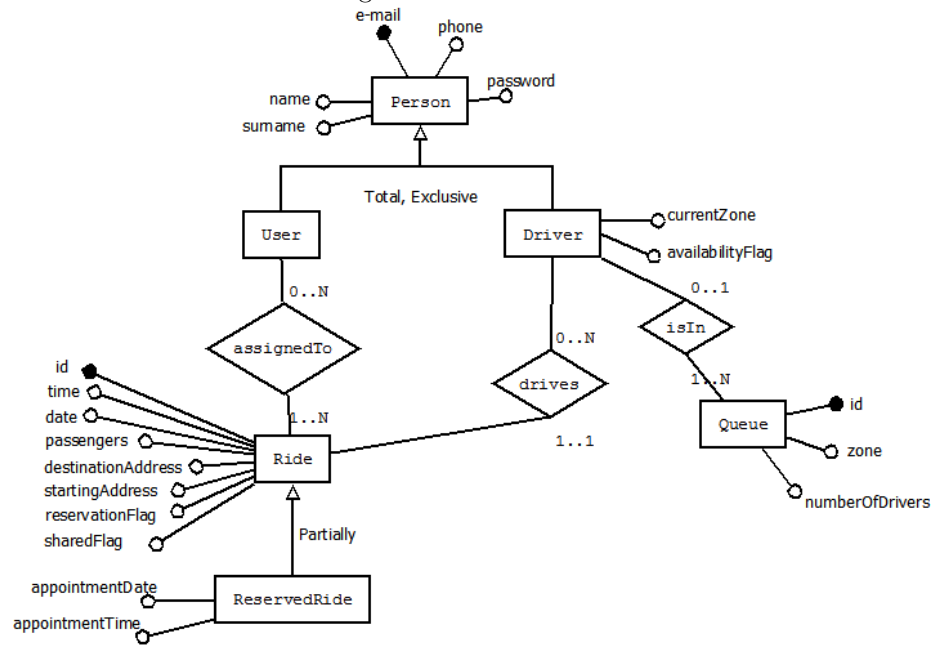 e-mail
phone
password
name
Person
surname
Total, Exclusive
User
Driver
currentZone
availabilityFlag
0..N
0..1
isIn
assignedTo
0..N
drives
id
time
date
passengers
destinationAddress
startingAddress
reservationFlag
sharedFlag
1..N
Ride
1..1
1..N
Queue
id
zone
numberOfDrivers
Partially
appointmentDate
ReservedRide
appointmentTime